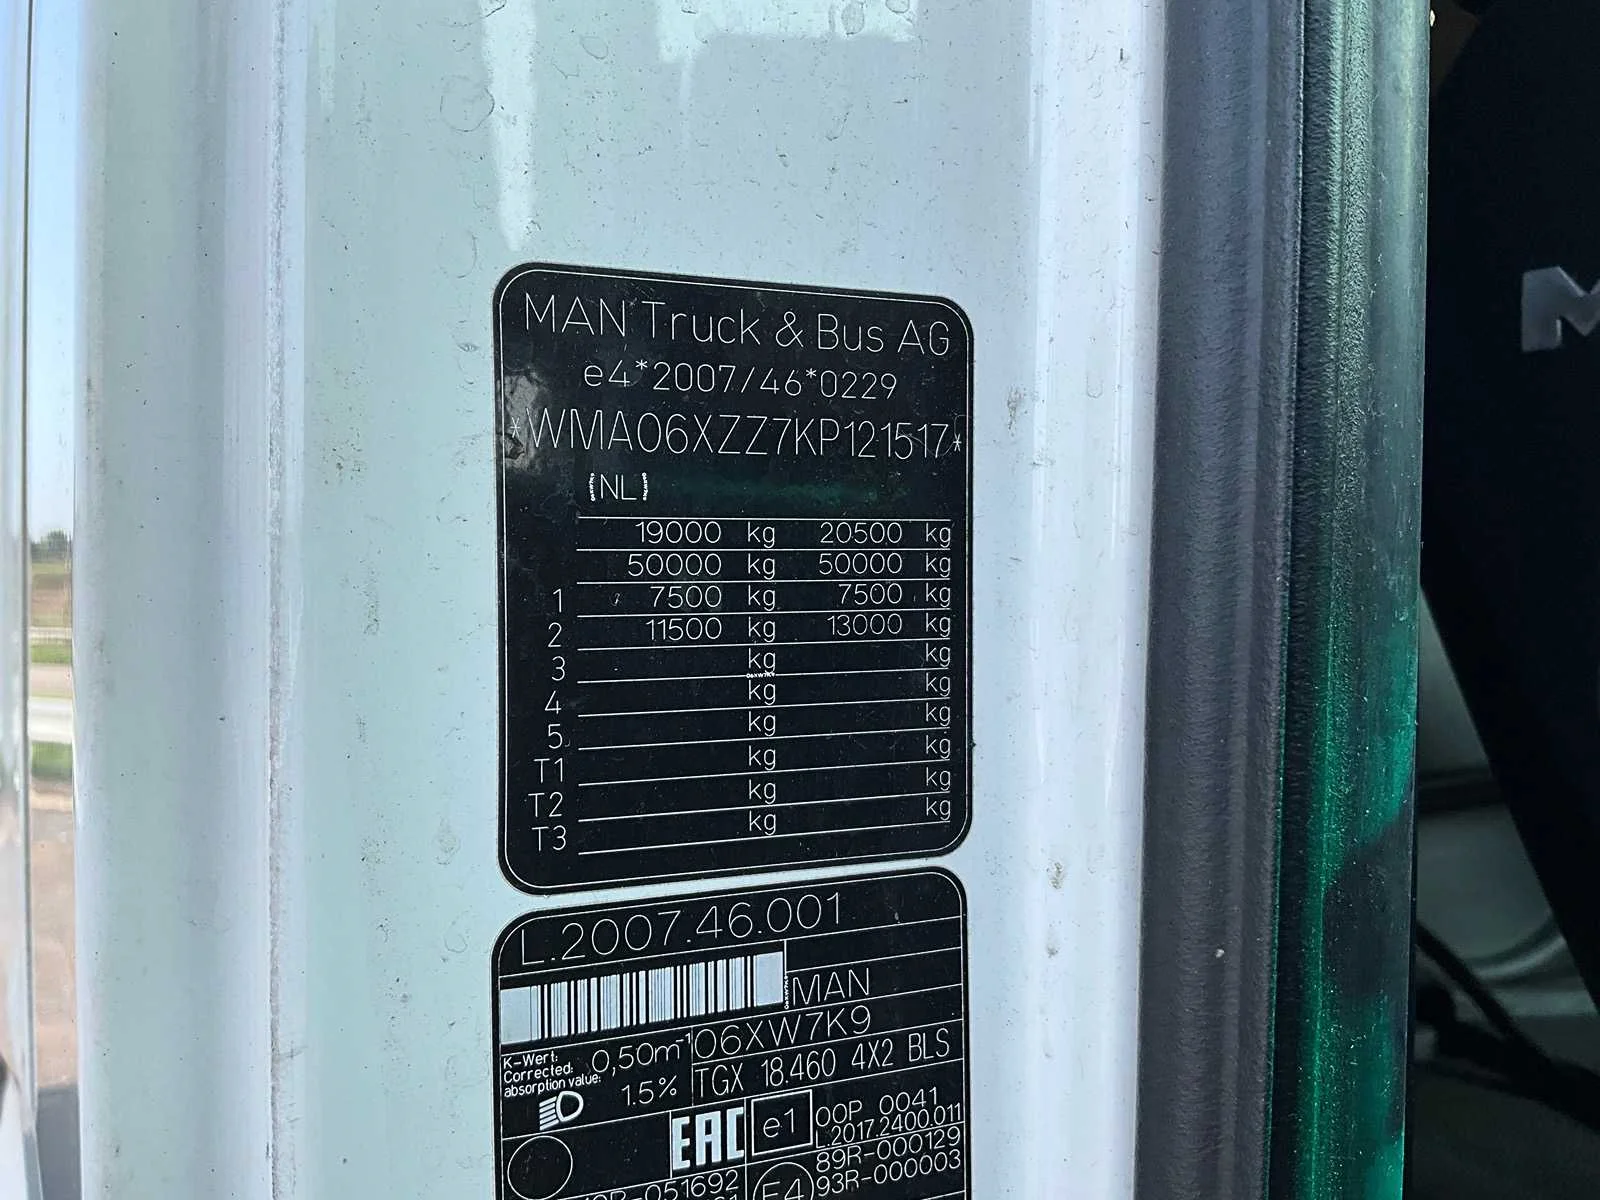 MAN Truck & Bus AG
e4*2007/46*0229
*WMA06XZZ7KP121517*
(NL)
19000 kg 20500 kg
50000 kg 50000 kg
1 7500 kg 7500 kg
2 11500 kg 13000 kg
3 kg kg
4 kg kg
5 kg kg
T1 kg kg
T2 kg kg
T3 kg kg
L.2007.46.001
MAN
06XW7K9
K-Wert:
Corrected:
absorption value:
0,50m-1
TGX 18.460 4X2 BLS
1.5%
EAC
e1
00P 0041
L.2017.2400.011
89R-000129
E4
93R-000003
051692
M